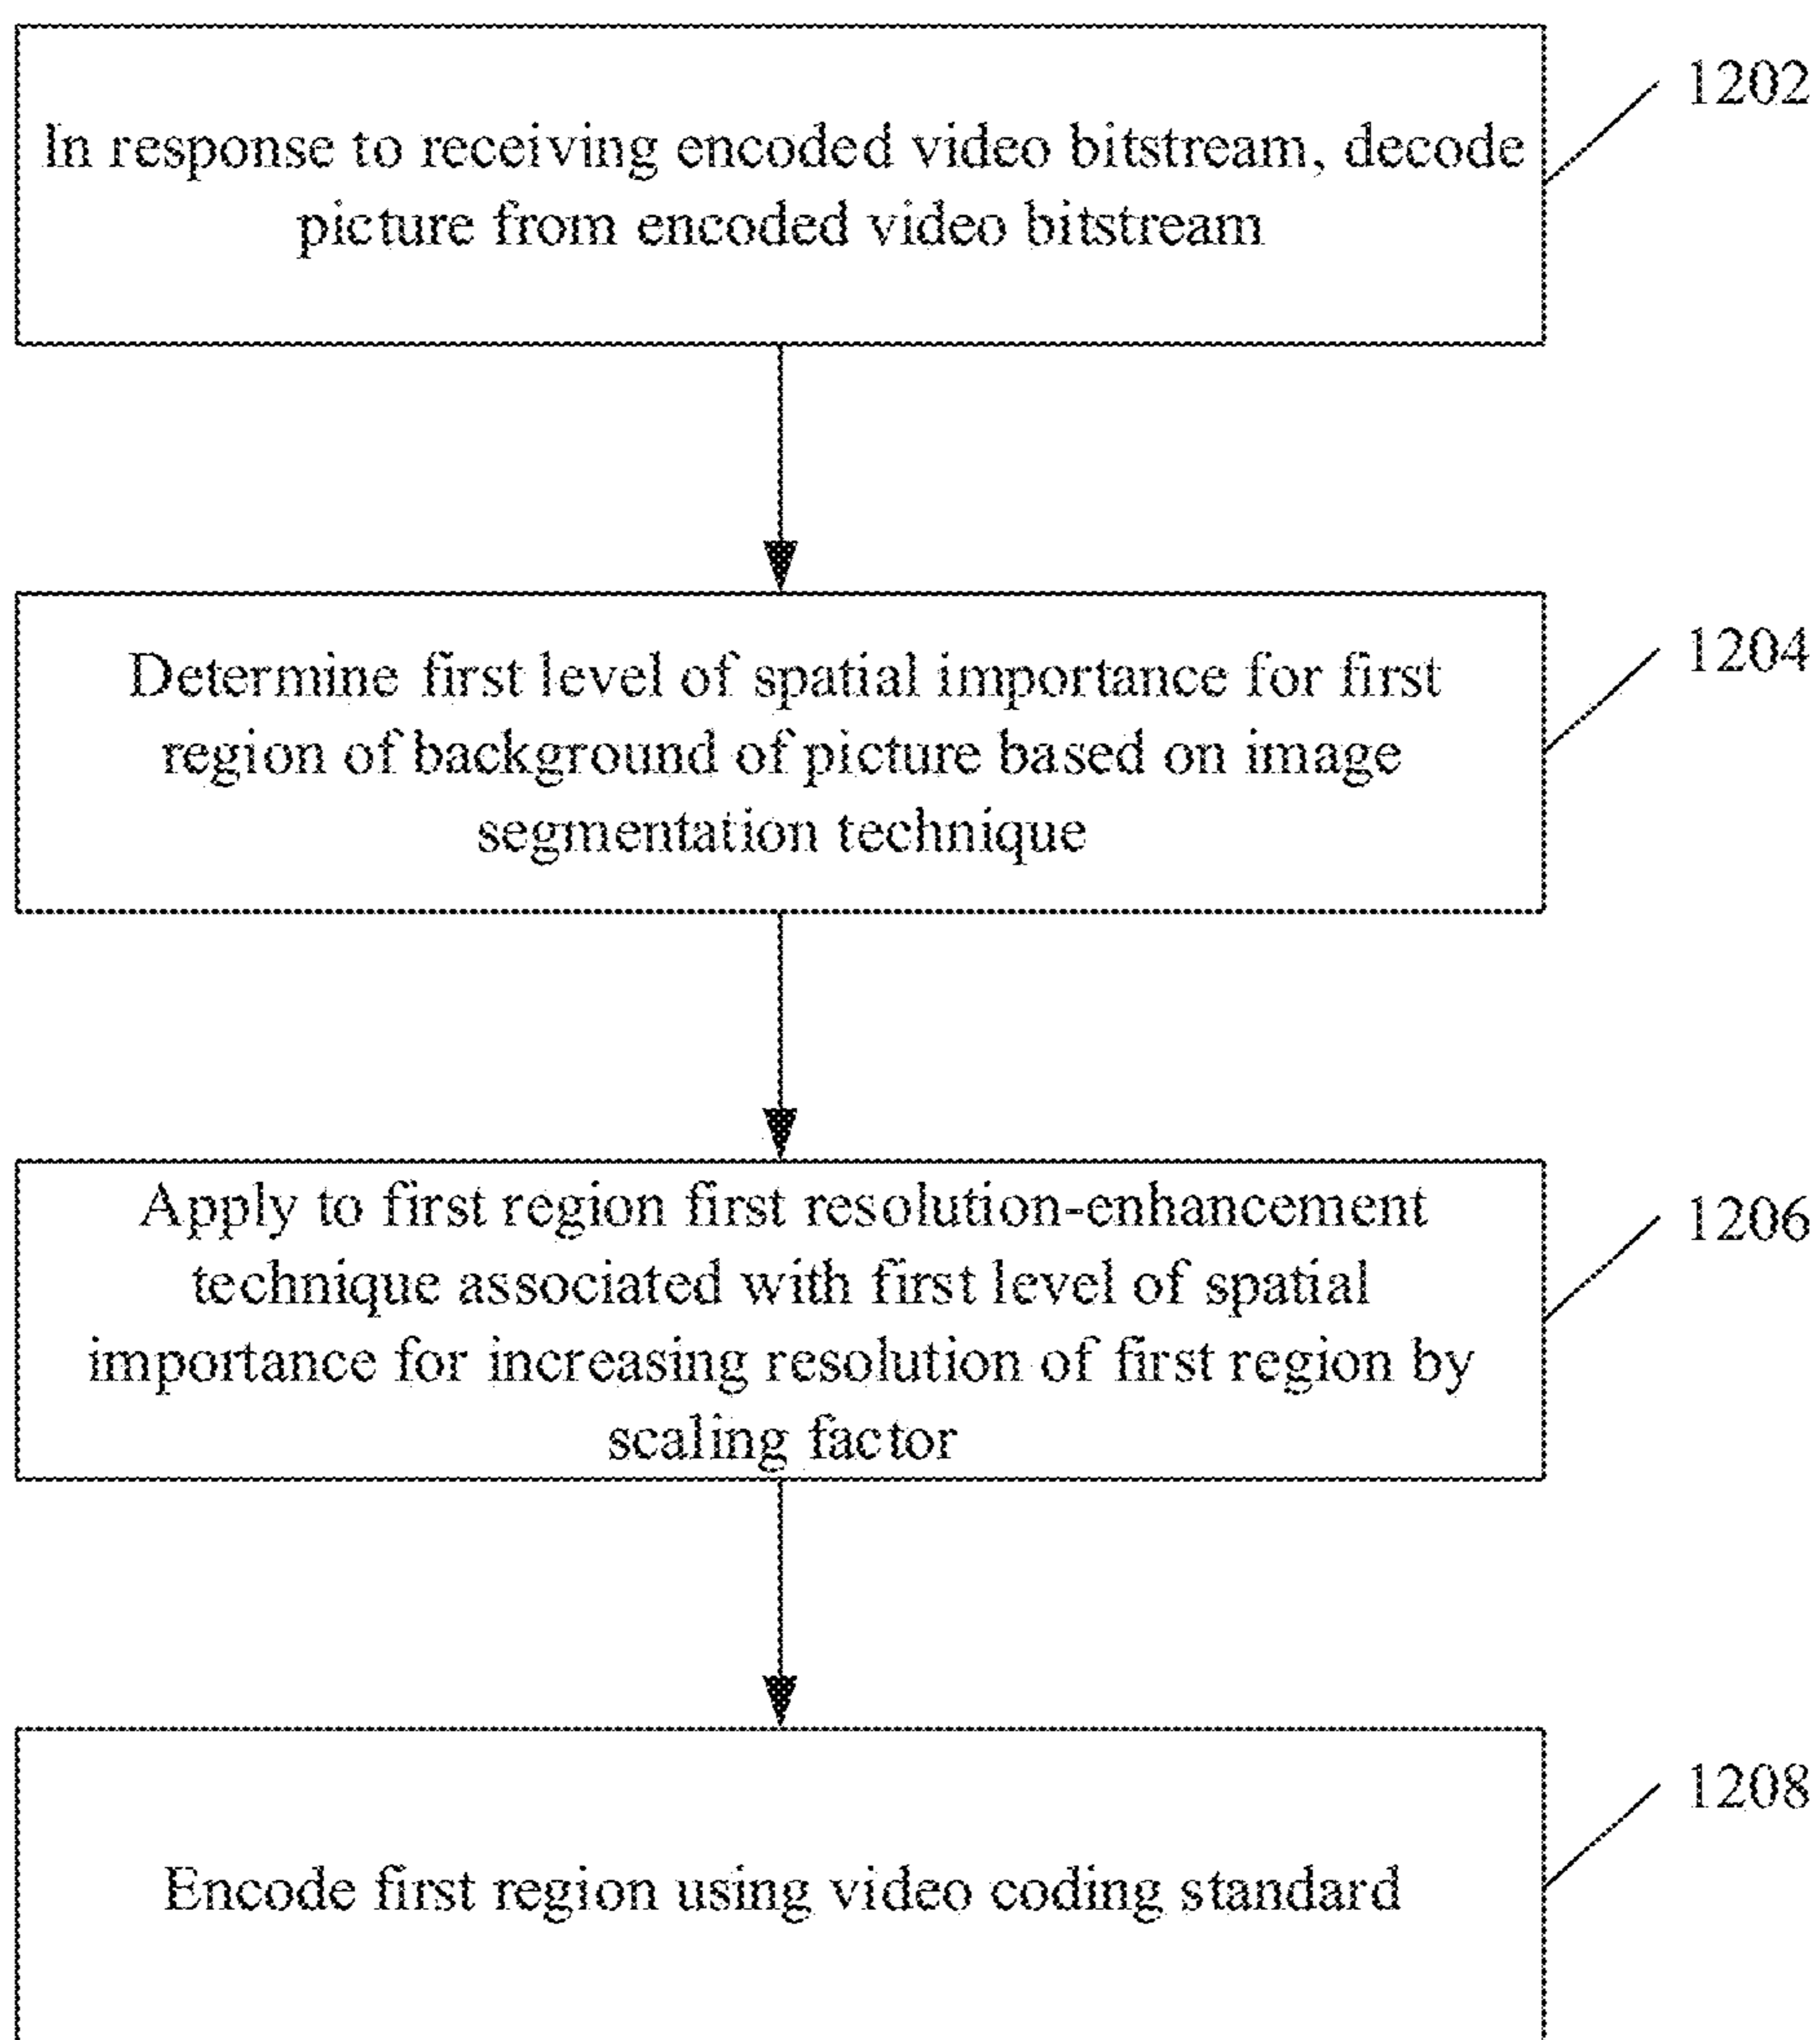 1202
In response to receiving encoded video bitstream, decode
picture from encoded video bitstream
1204
Determine first level of spatial importance for first
region of background of picture based on image
segmentation technique
1206
Apply to first region first resolution-enhancement
technique associated with first level of spatial
importance for increasing resolution of first region by
scaling factor
1208
Encode first region using video coding standard